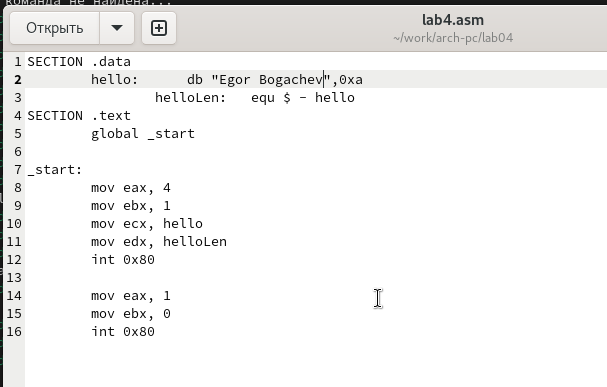 команда не найдена...
Открыть
lab4.asm
~/work/arch-pc/lab04
1 SECTION .data
2 hello: db "Egor Bogachev",0xa
3 helloLen: equ $ - hello
4 SECTION .text
5 global _start
6
7 _start:
8 mov eax, 4
9 mov ebx, 1
10 mov ecx, hello
11 mov edx, helloLen
12 int 0x80
13
14 mov eax, 1
15 mov ebx, 0
16 int 0x80